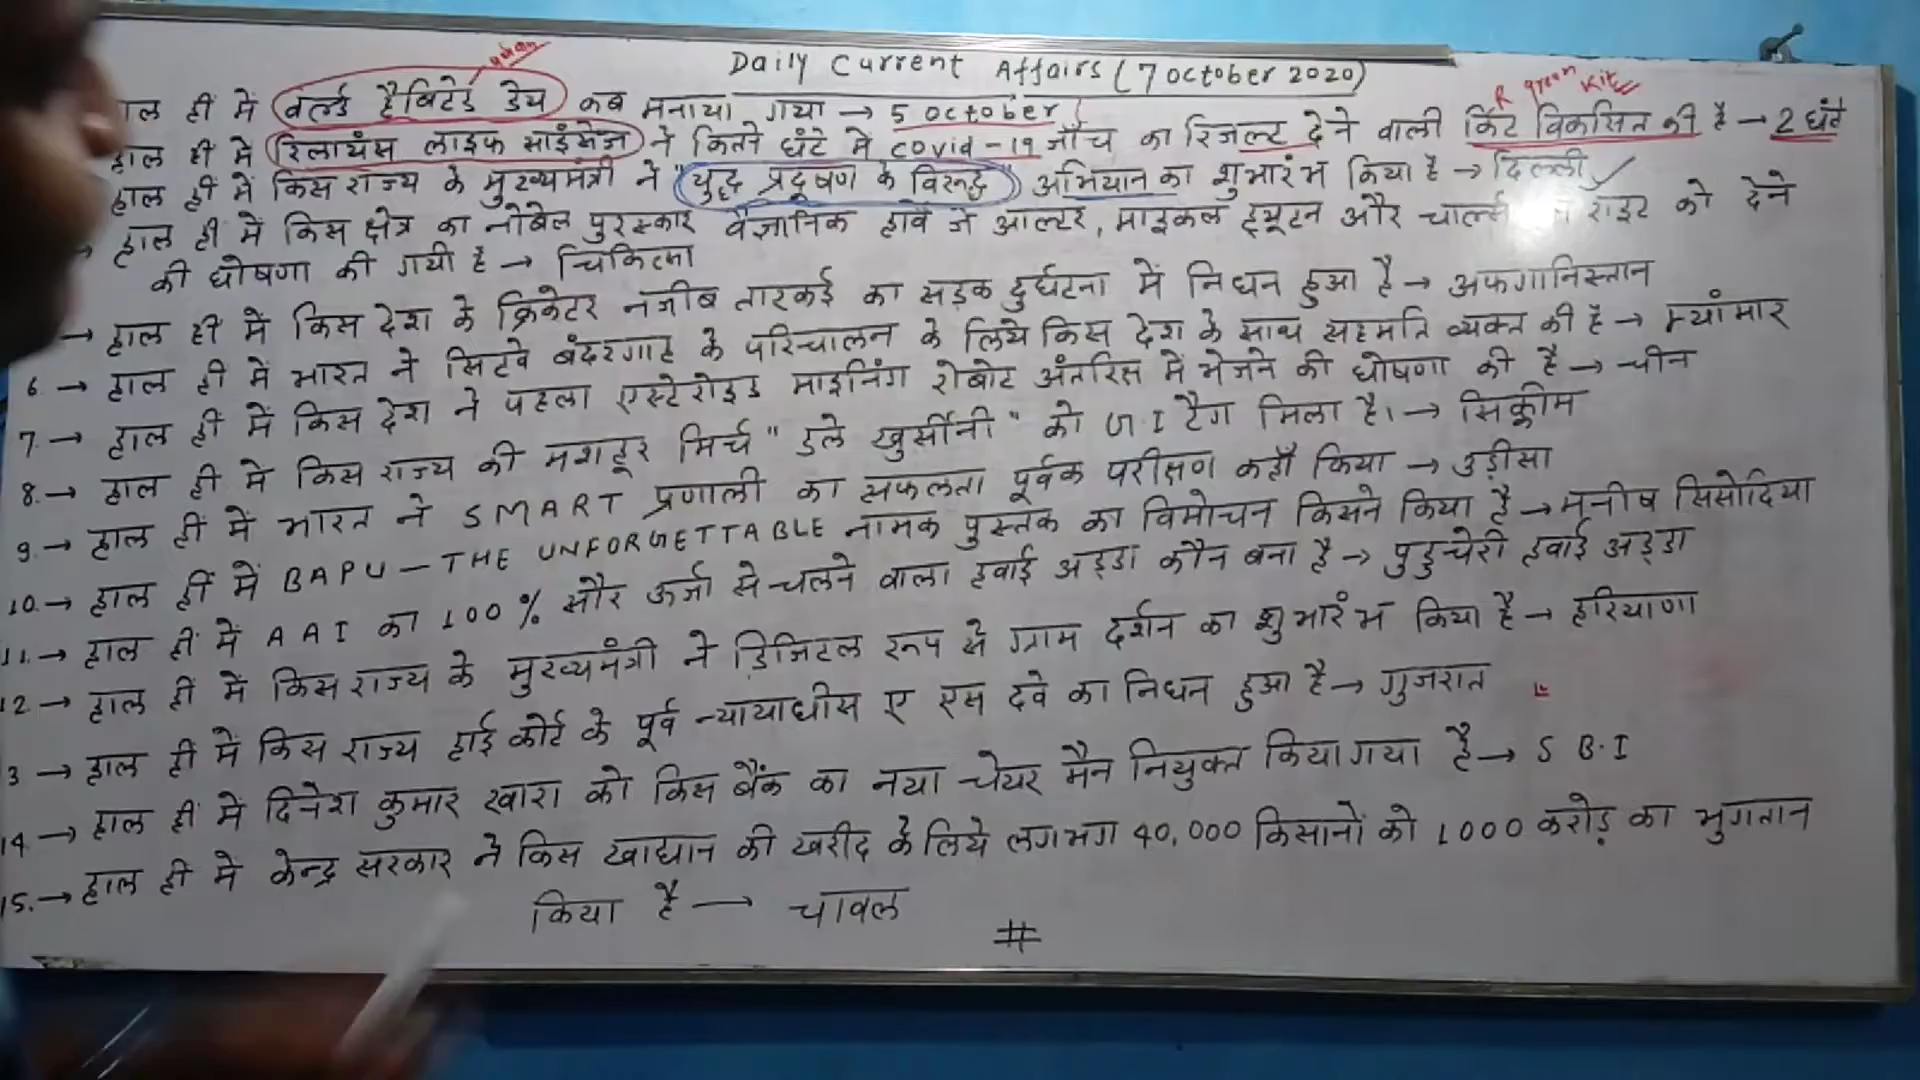 Daily Current Affairs (7 october 2020)
हाल ही में वर्ल्ड हैबिटेड डेय कब मनाया गया → 5 october
R green Kit
हाल ही में रिलायंस लाइफ साइंसेज ने कितने घंटे में covid-19 जाँच का रिजल्ट देने वाली किट विकसित की है → 2 घंटे
हाल ही में किस राज्य के मुख्यमंत्री ने "युद्ध प्रदूषण के विरुद्ध" अभियान का शुभारंभ किया है → दिल्ली
→ हाल ही में किस क्षेत्र का नोबेल पुरस्कार वैज्ञानिक हार्वे जे आल्टर, माइकल ह्यूटन और चार्ल्स राइट को देने
की घोषणा की गयी है → चिकित्सा
→ हाल ही में किस देश के क्रिकेटर नजीब तारकई का सड़क दुर्घटना में निधन हुआ है → अफगानिस्तान
6. → हाल ही में भारत ने सिटवे बंदरगाह के परिचालन के लिये किस देश के साथ सहमति व्यक्त की है → म्यांमार
7. → हाल ही में किस देश ने पहला एस्टेरोइड माइनिंग रोबोट अंतरिक्ष में भेजने की घोषणा की है → चीन
8. → हाल ही में किस राज्य की मशहूर मिर्च "डले खुर्सानी" को G.I टैग मिला है। → सिक्कीम
9. → हाल ही में भारत ने SMART प्रणाली का सफलता पूर्वक परीक्षण कहाँ किया → उड़ीसा
10. → हाल ही में BAPU - THE UNFORGETTABLE नामक पुस्तक का विमोचन किसने किया है → मनीष सिसोदिया
11. → हाल ही में AAI का 100% सौर ऊर्जा से चलने वाला हवाई अड्डा कौन बना है → पुडुचेरी हवाई अड्डा
12 → हाल ही में किस राज्य के मुख्यमंत्री ने डिजिटल रूप से ग्राम दर्शन का शुभारंभ किया है → हरियाणा
3 → हाल ही में किस राज्य हाई कोर्ट के पूर्व न्यायाधीस ए एस दवे का निधन हुआ है → गुजरात
14 → हाल ही में दिनेश कुमार खारा को किस बैंक का नया चेयर मैन नियुक्त किया गया है → S B.I
15. → हाल ही में केन्द्र सरकार ने किस खाद्यान की खरीद के लिये लगभग 40,000 किसानों को 1000 करोड़ का भुगतान
किया है → चावल
#